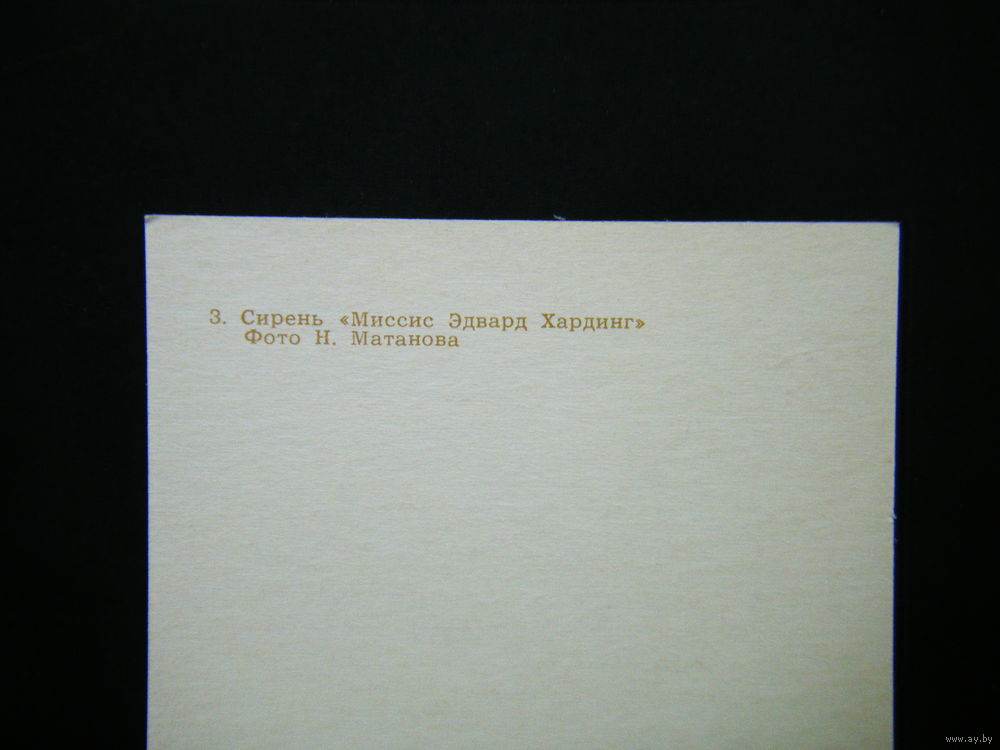 3. Сирень «Миссис Эдвард Хардинг»
Фото Н. Матанова
www.ay.by